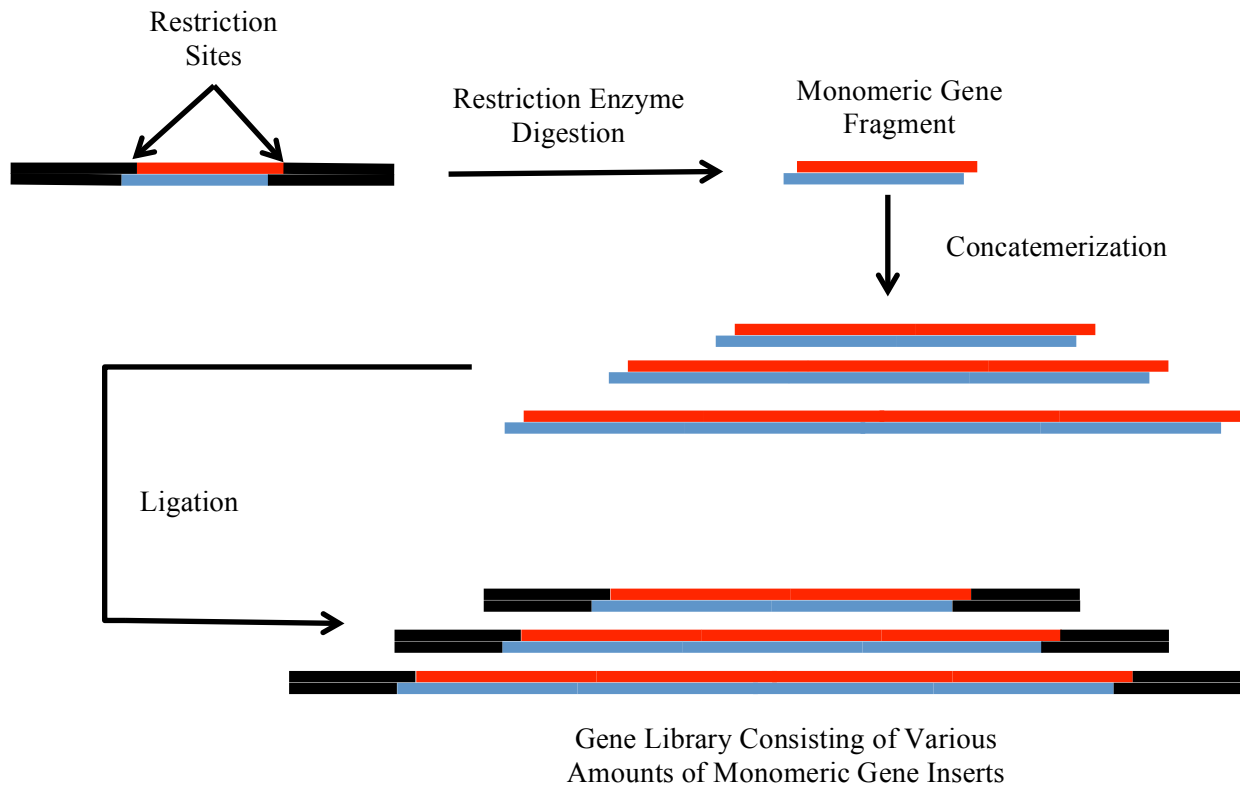 Restriction
Sites
Restriction Enzyme
Digestion
Monomeric Gene
Fragment
Concatemerization
Ligation
Gene Library Consisting of Various
Amounts of Monomeric Gene Inserts